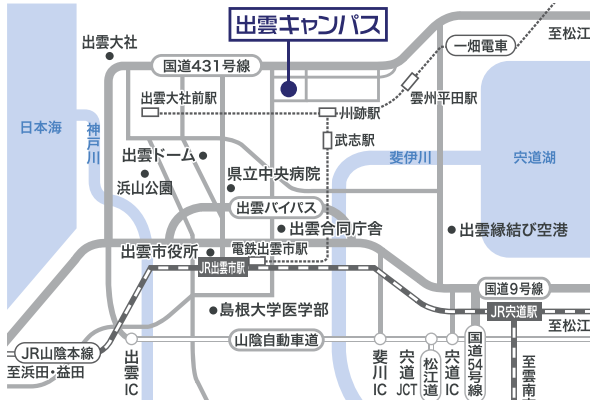 出雲キャンパス
至松江
一畑電車
出雲大社
国道431号線
出雲大社前駅
川跡駅
雲州平田駅
日本海
神戸川
武志駅
出雲ドーム
斐伊川
宍道湖
県立中央病院
浜山公園
出雲バイパス
出雲合同庁舎
出雲縁結び空港
出雲市役所
電鉄出雲市駅
JR出雲市駅
国道9号線
島根大学医学部
JR宍道駅
至松江
山陰自動車道
JR山陰本線
至浜田・益田
出雲IC
斐川IC
宍道JCT
松江道
宍道IC
国道54号線
至雲南